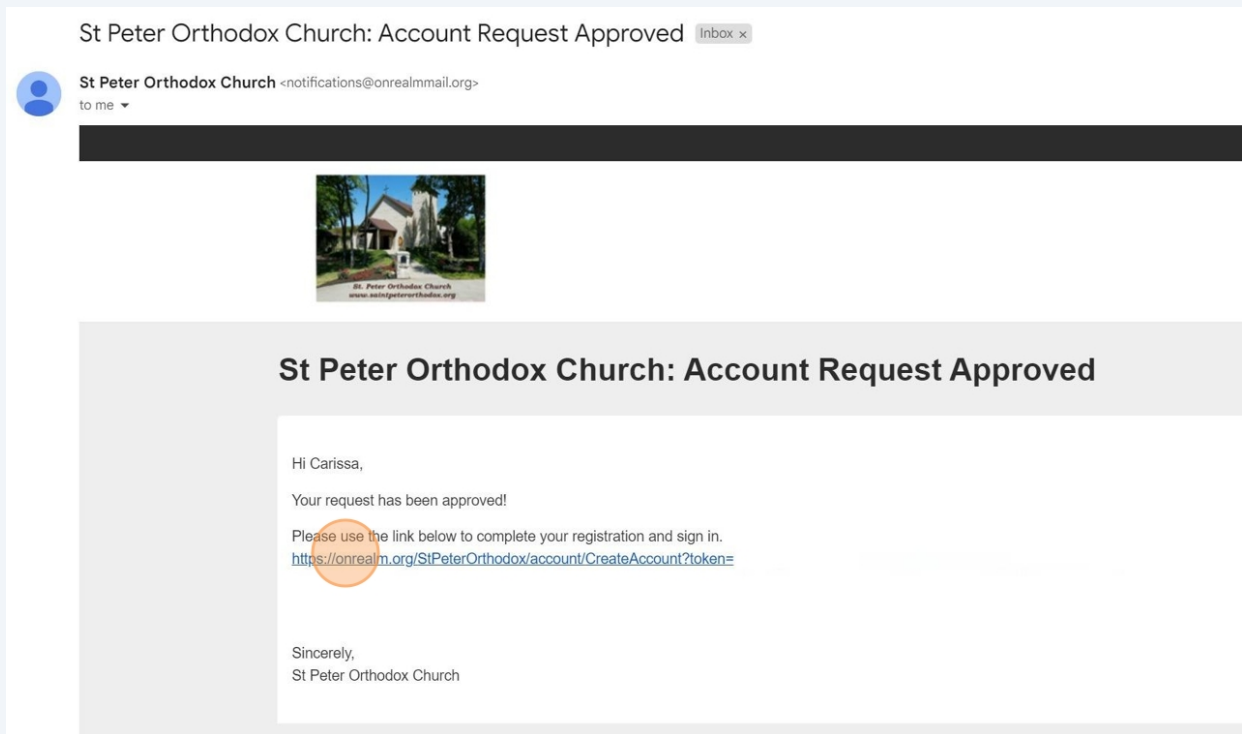 St Peter Orthodox Church: Account Request Approved Inbox x
St Peter Orthodox Church <notifications@onrealmmail.org>
to me
St. Peter Orthodox Church
www.saintpeterorthodox.org
St Peter Orthodox Church: Account Request Approved
Hi Carissa,
Your request has been approved!
Please use the link below to complete your registration and sign in.
https://onrealm.org/StPeterOrthodox/account/CreateAccount?token=
Sincerely,
St Peter Orthodox Church